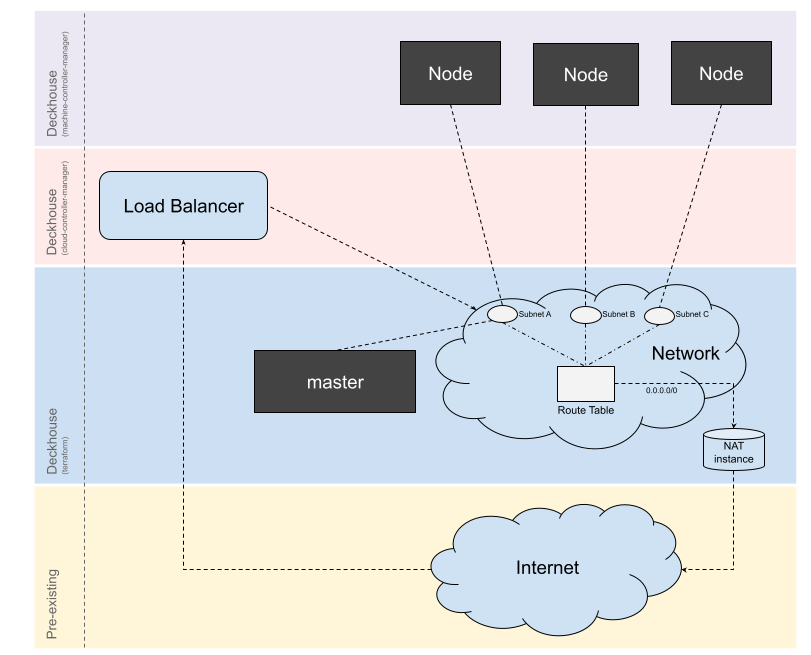 Deckhouse
(machine-controller-manager)
Node
Node
Node
Deckhouse
(cloud-controller-manager)
Load Balancer
Deckhouse
(terraform)
Subnet A
Subnet B
Subnet C
Network
master
0.0.0.0/0
Route Table
NAT
instance
Pre-existing
Internet